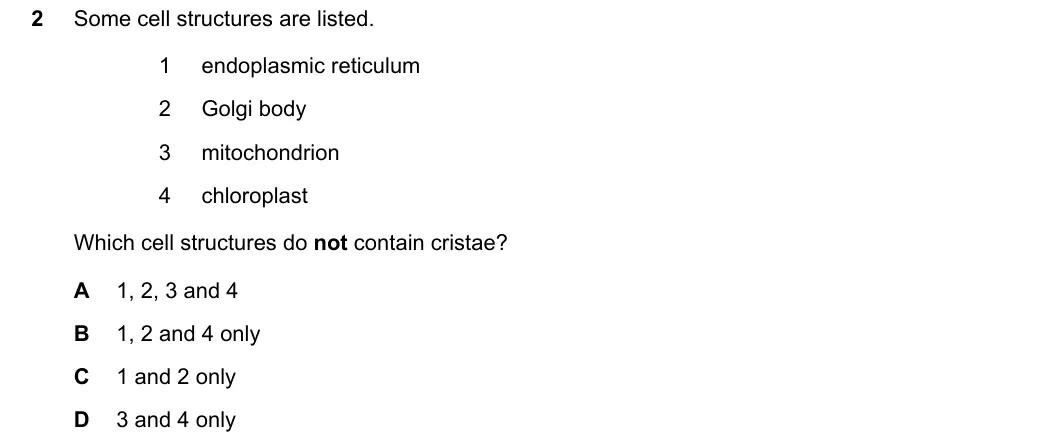 2 Some cell structures are listed.
1 endoplasmic reticulum
2 Golgi body
3 mitochondrion
4 chloroplast
Which cell structures do not contain cristae?
A 1, 2, 3 and 4
B 1, 2 and 4 only
C 1 and 2 only
D 3 and 4 only